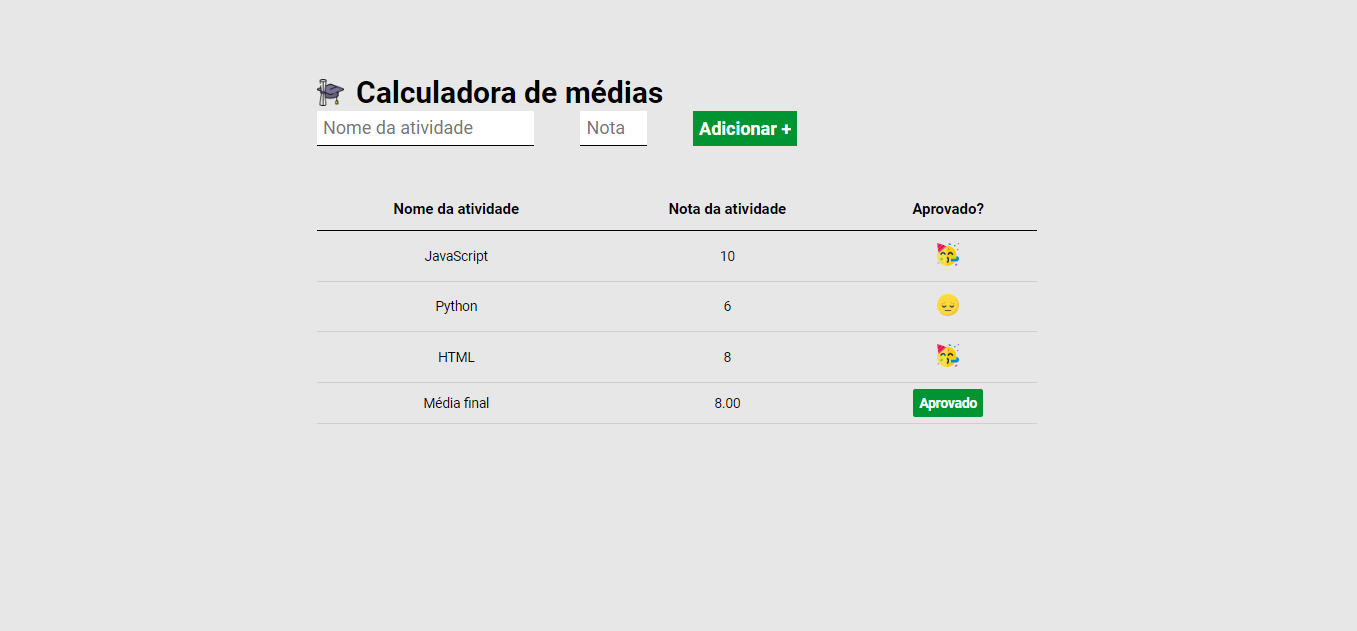 Calculadora de médias
Nome da atividade Nota Adicionar +
Nome da atividade Nota da atividade Aprovado?
JavaScript 10
Python 6
HTML 8
Média final 8.00 Aprovado